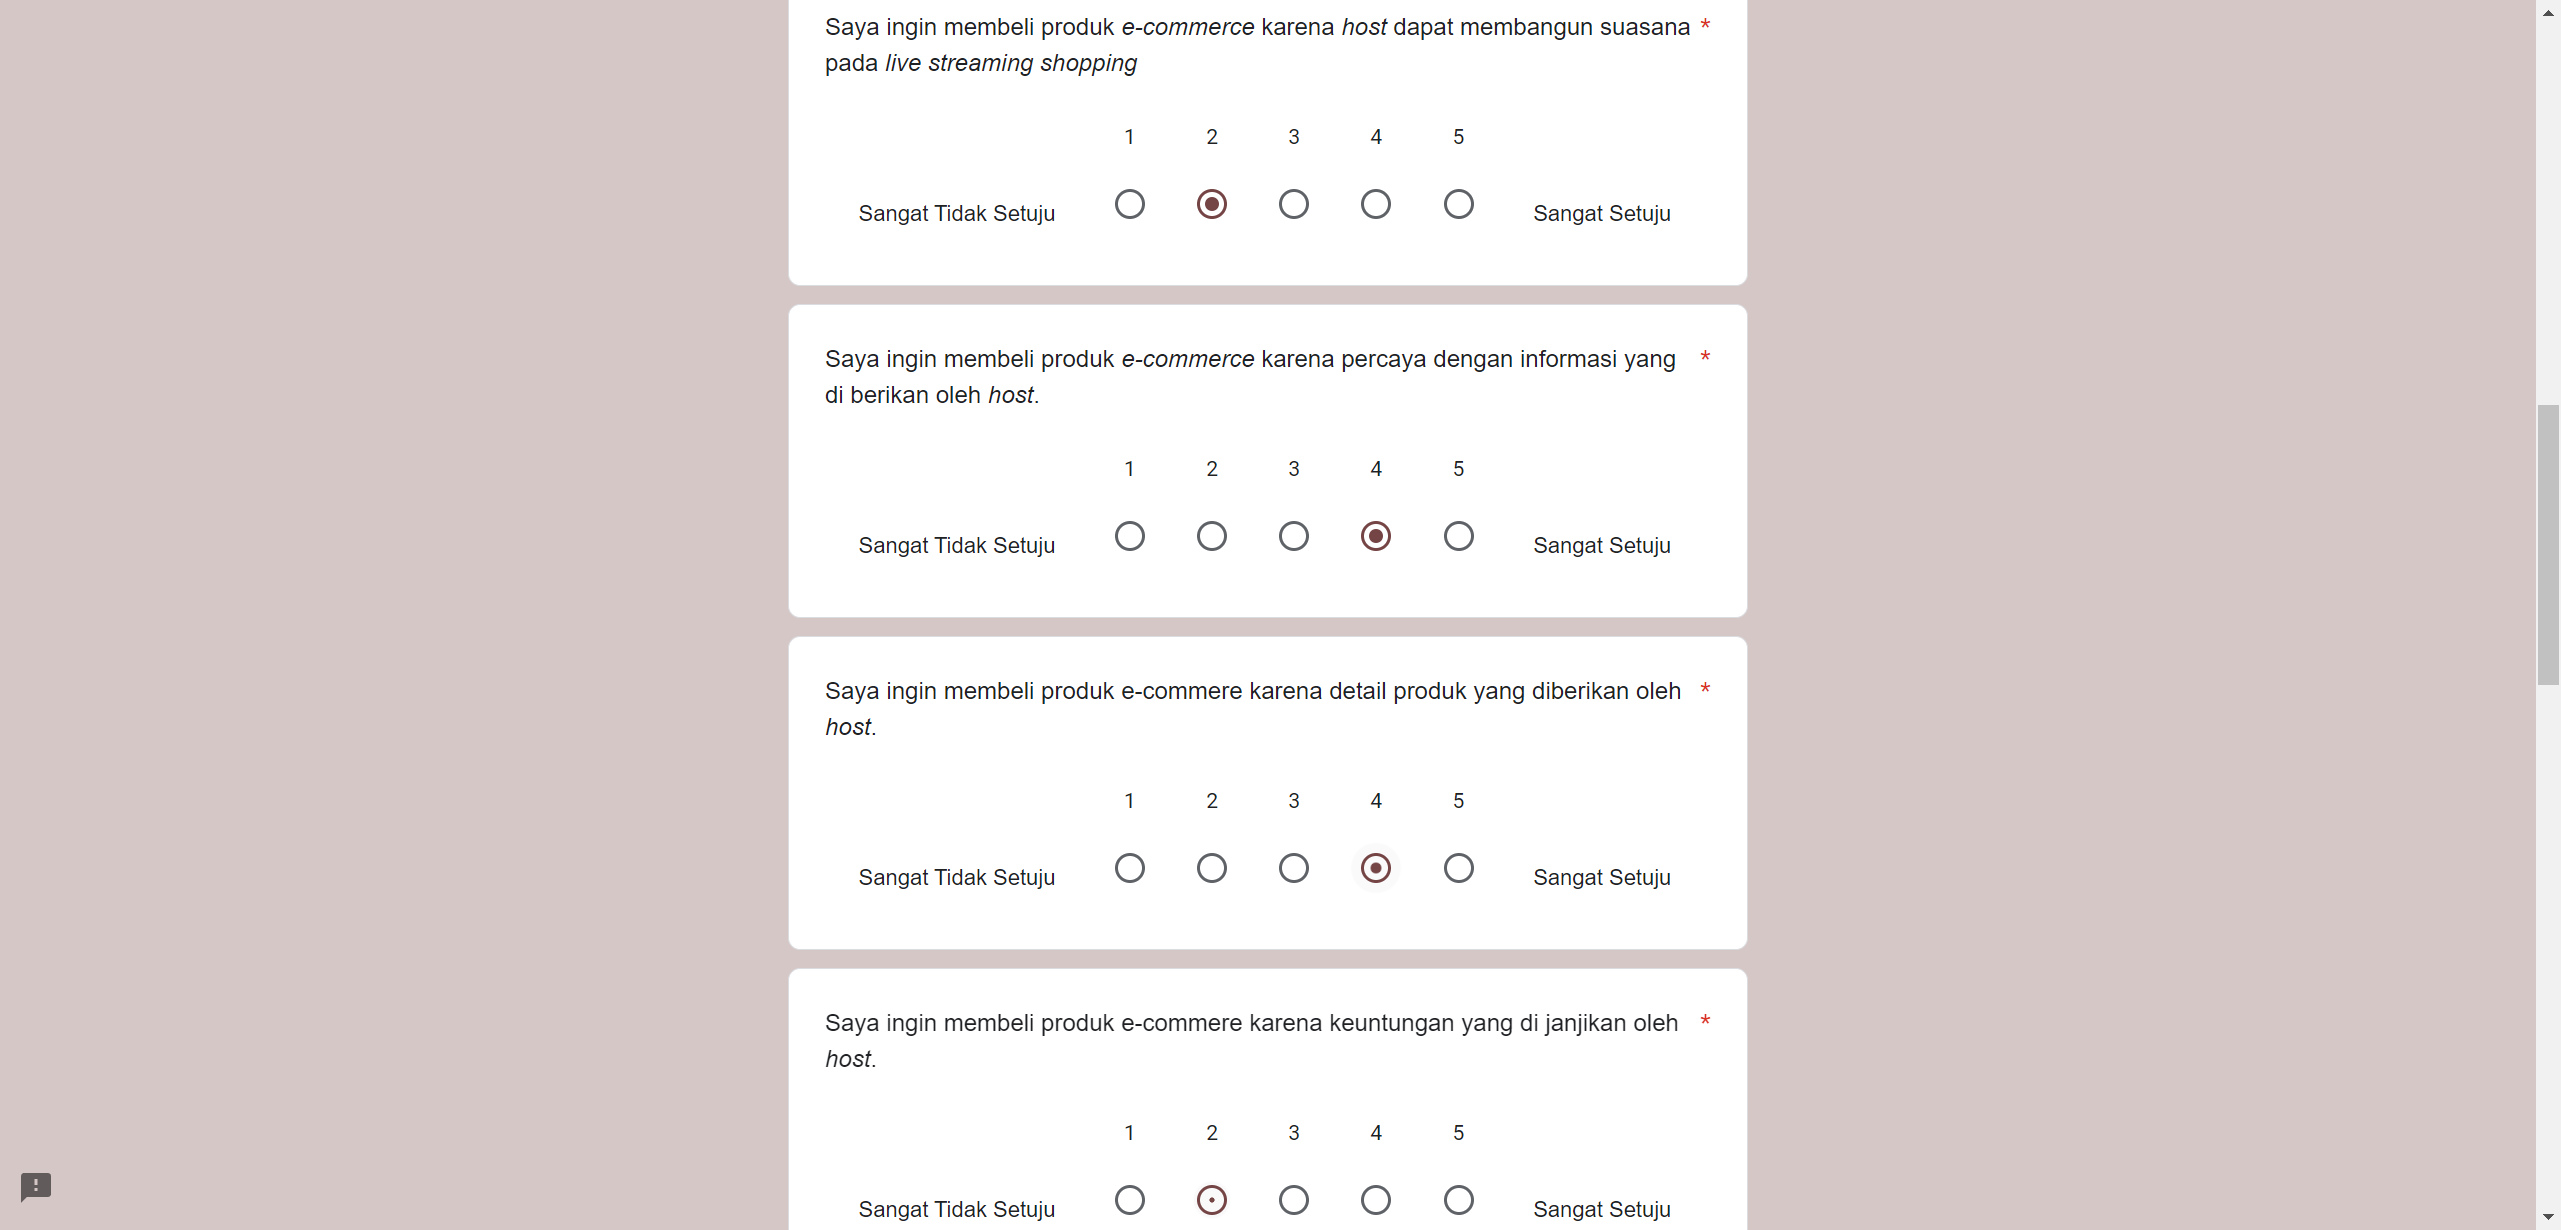 Saya ingin membeli produk e-commerce karena host dapat membangun suasana *
pada live streaming shopping
1 2 3 4 5
Sangat Tidak Setuju Sangat Setuju
Saya ingin membeli produk e-commerce karena percaya dengan informasi yang *
di berikan oleh host.
1 2 3 4 5
Sangat Tidak Setuju Sangat Setuju
Saya ingin membeli produk e-commere karena detail produk yang diberikan oleh *
host.
1 2 3 4 5
Sangat Tidak Setuju Sangat Setuju
Saya ingin membeli produk e-commere karena keuntungan yang di janjikan oleh *
host.
1 2 3 4 5
Sangat Tidak Setuju Sangat Setuju